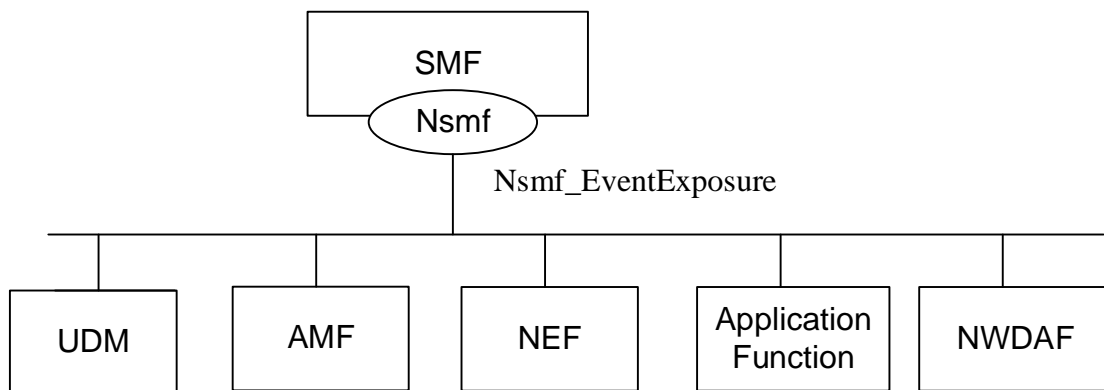 SMF
Nsmf
Nsmf_EventExposure
UDM
AMF
NEF
Application
Function
NWDAF